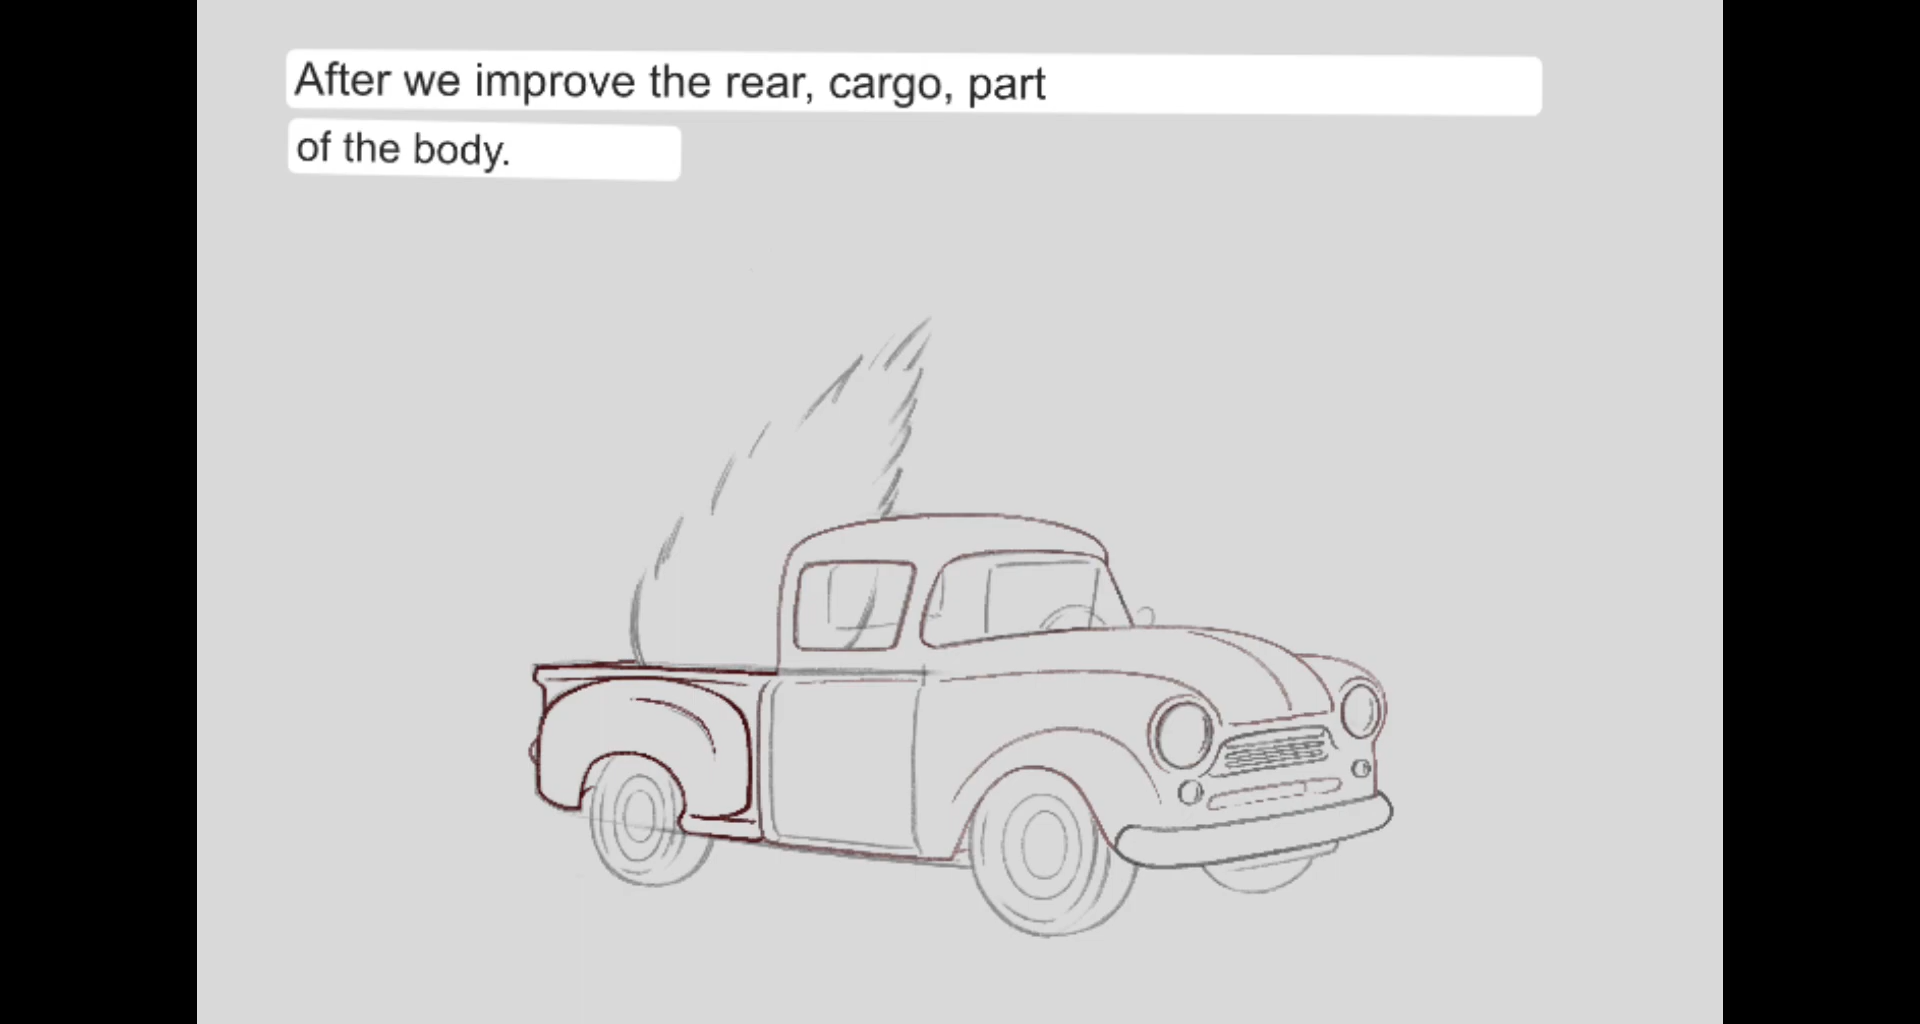 After we improve the rear, cargo, part
of the body.